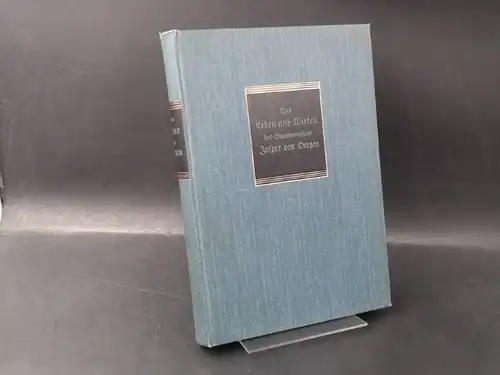 Das
Leben und Wirken
des Staatsministers
Jasper von Oertzen